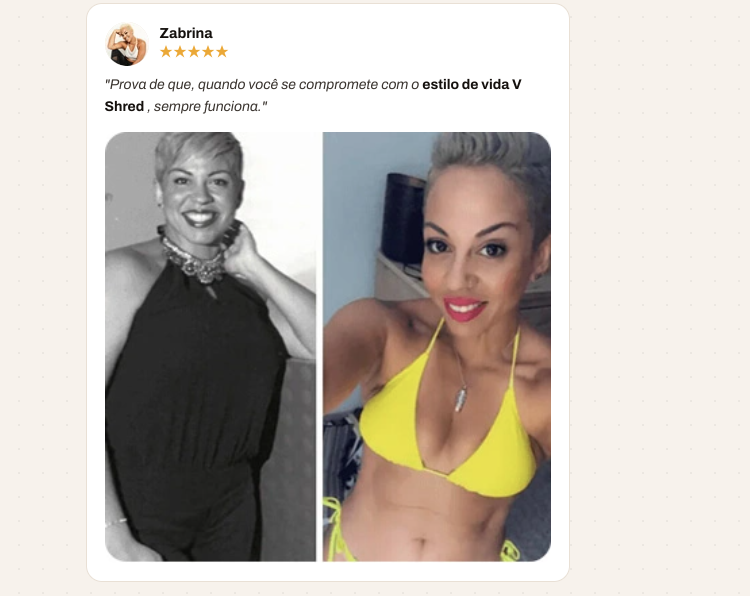 Zabrina
"Prova de que, quando você se compromete com o estilo de vida V
Shred , sempre funciona."